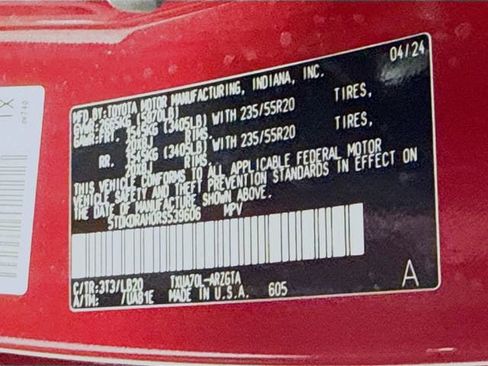 04/24
MFD.BY:TOYOTA MOTOR MANUFACTURING, INDIANA, INC.
GVWR: (5870LB)
GAWR:FRT. 1545KG (3405LB) WITH 235/55R20 TIRES,
20X8J RIMS,
RR. 1545KG (3405LB) WITH 235/55R20 TIRES,
20X8J RIMS,
THIS VEHICLE CONFORMS TO ALL APPLICABLE FEDERAL MOTOR
VEHICLE SAFETY AND THEFT PREVENTION STANDARDS IN EFFECT ON
THE DATE OF MANUFACTURE SHOWN ABOVE.
MPV
C/TR:3T3/LB20 TXUA70L-ARZGTA
A/TM: /UA81E MADE IN U.S.A. 605
A